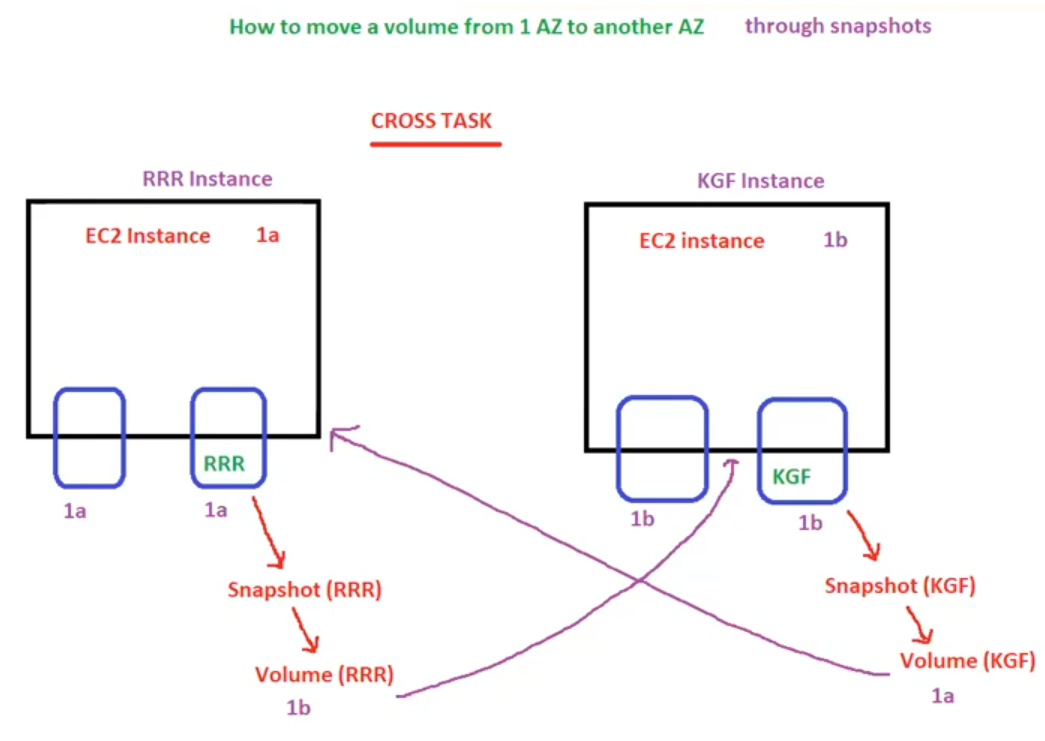 How to move a volume from 1 AZ to another AZ through snapshots
CROSS TASK
RRR Instance
EC2 Instance 1a
RRR
1a
1a
Snapshot (RRR)
Volume (RRR)
1b
KGF Instance
EC2 instance 1b
KGF
1b
1b
Snapshot (KGF)
Volume (KGF)
1a